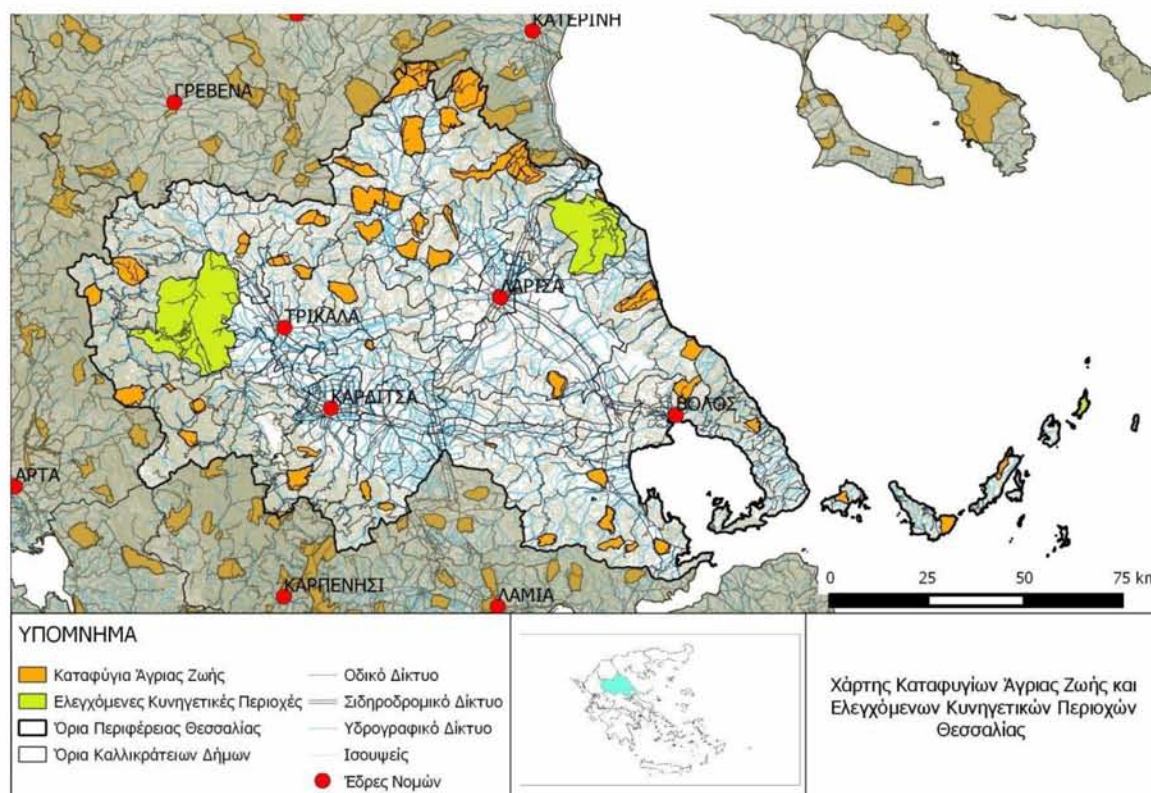 ΚΑΤΕΡΙΝΗ
ΓΡΕΒΕΝΑ
ΛΑΡΙΣΑ
ΤΡΙΚΑΛΑ
ΚΑΡΔΙΤΣΑ
ΒΟΛΟΣ
ΑΡΤΑ
ΚΑΡΠΕΝΗΣΙ
ΛΑΜΙΑ
0 25 50 75 km
ΥΠΟΜΝΗΜΑ
Καταφύγια Άγριας Ζωής
Ελεγχόμενες Κυνηγετικές Περιοχές
Όρια Περιφέρειας Θεσσαλίας
Όρια Καλλικράτειων Δήμων
Οδικό Δίκτυο
Σιδηροδρομικό Δίκτυο
Υδρογραφικό Δίκτυο
Ισουψείς
Έδρες Νομών
Χάρτης Καταφυγίων Άγριας Ζωής και
Ελεγχόμενων Κυνηγετικών Περιοχών
Θεσσαλίας